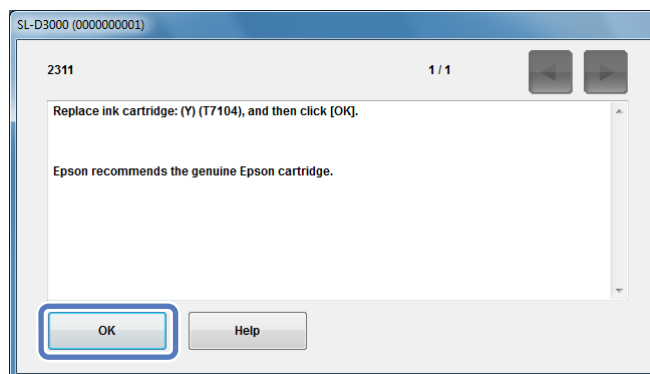 SL-D3000 (0000000001)
2311 1 / 1
Replace ink cartridge: (Y) (T7104), and then click [OK].
Epson recommends the genuine Epson cartridge.
OK Help